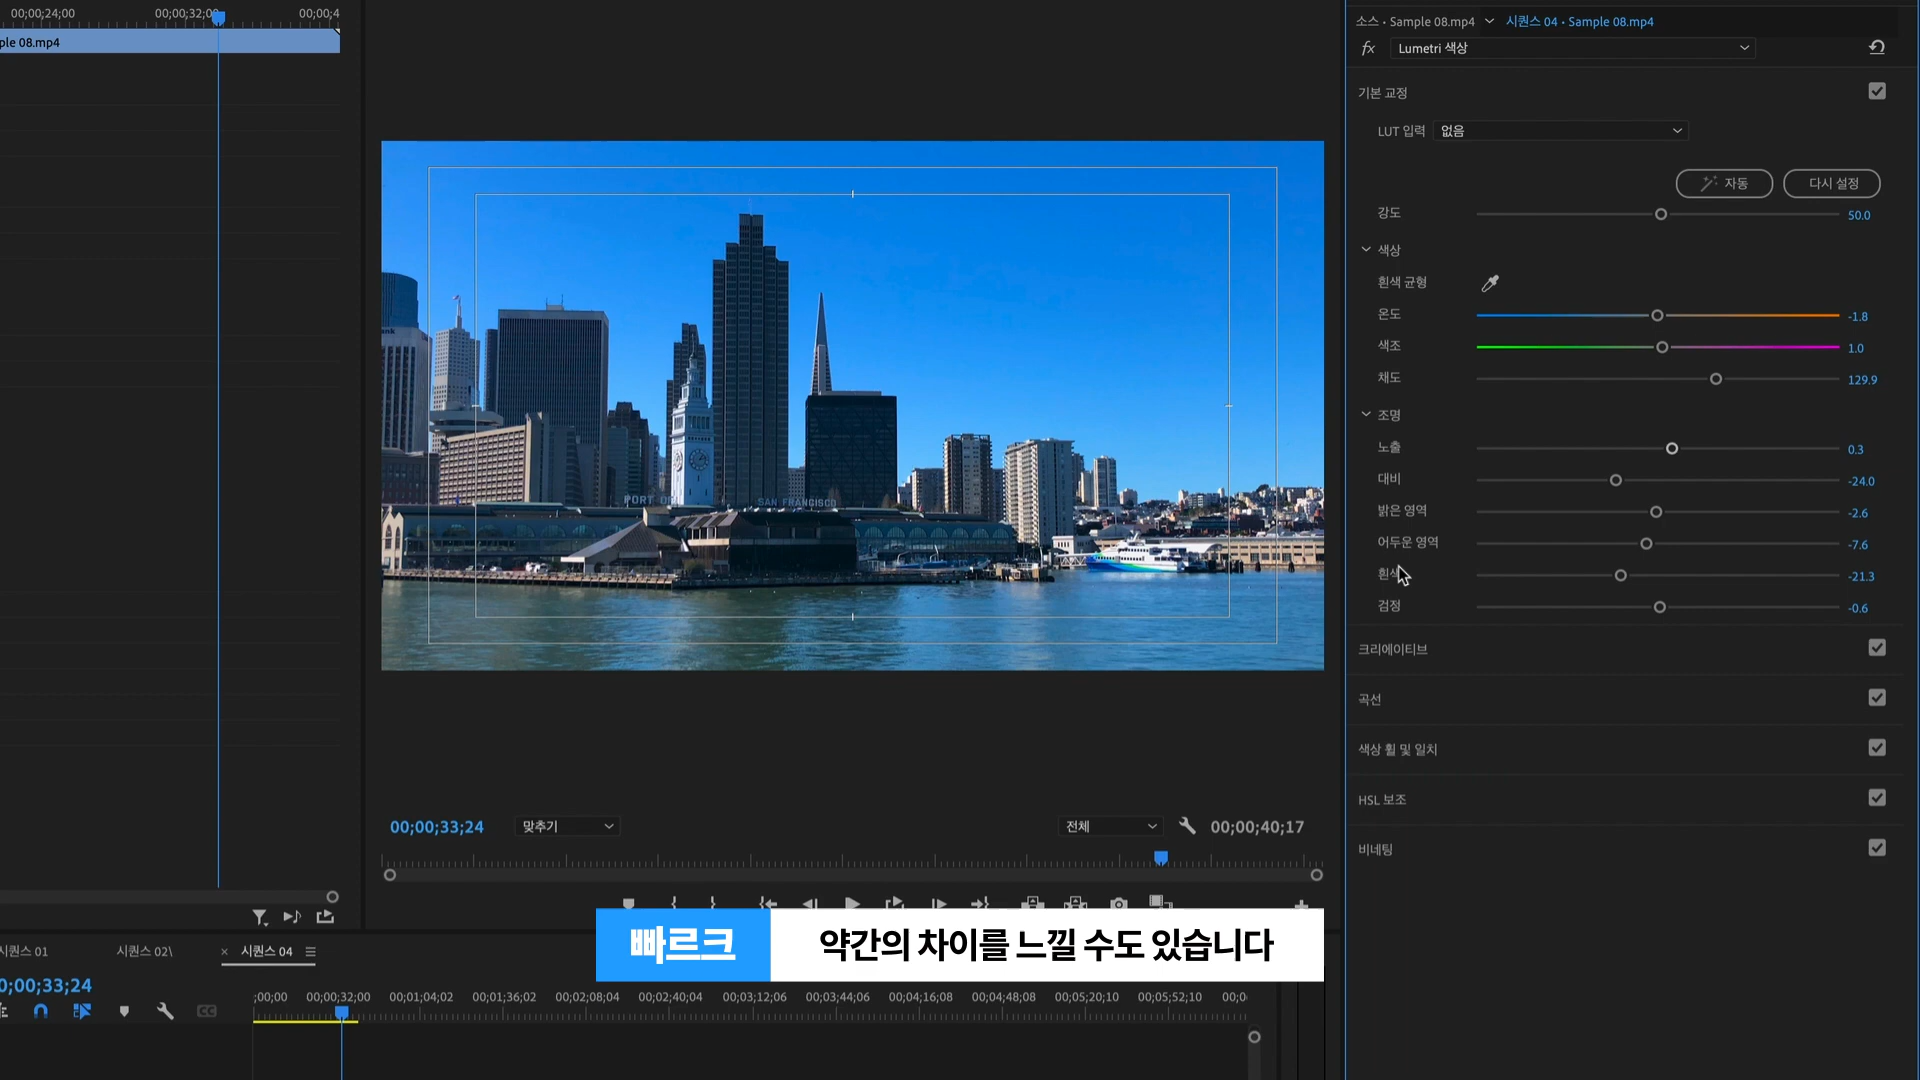 00;00;24;00
00;00;32;00
00;00;4
ple 08.mp4
소스 • Sample 08.mp4
시퀀스 04 • Sample 08.mp4
fx
Lumetri 색상
기본 교정
LUT 입력
없음
자동
다시 설정
강도
50.0
색상
흰색 균형
온도
-1.8
색조
1.0
채도
129.9
조명
노출
0.3
대비
-24.0
밝은 영역
-2.6
어두운 영역
-7.6
흰색
-21.3
검정
-0.6
크리에이티브
곡선
색상 휠 및 일치
HSL 보조
비네팅
PORT OF
SAN FRANCISCO
00;00;33;24
맞추기
전체
00;00;40;17
빠르크
약간의 차이를 느낄 수도 있습니다
시퀀스 01
시퀀스 02\
× 시퀀스 04
0;00;33;24
;00;00
00;00;32;00
00;01;04;02
00;01;36;02
00;02;08;04
00;02;40;04
00;03;12;06
00;03;44;06
00;04;16;08
00;04;48;08
00;05;20;10
00;05;52;10
00;0
CC